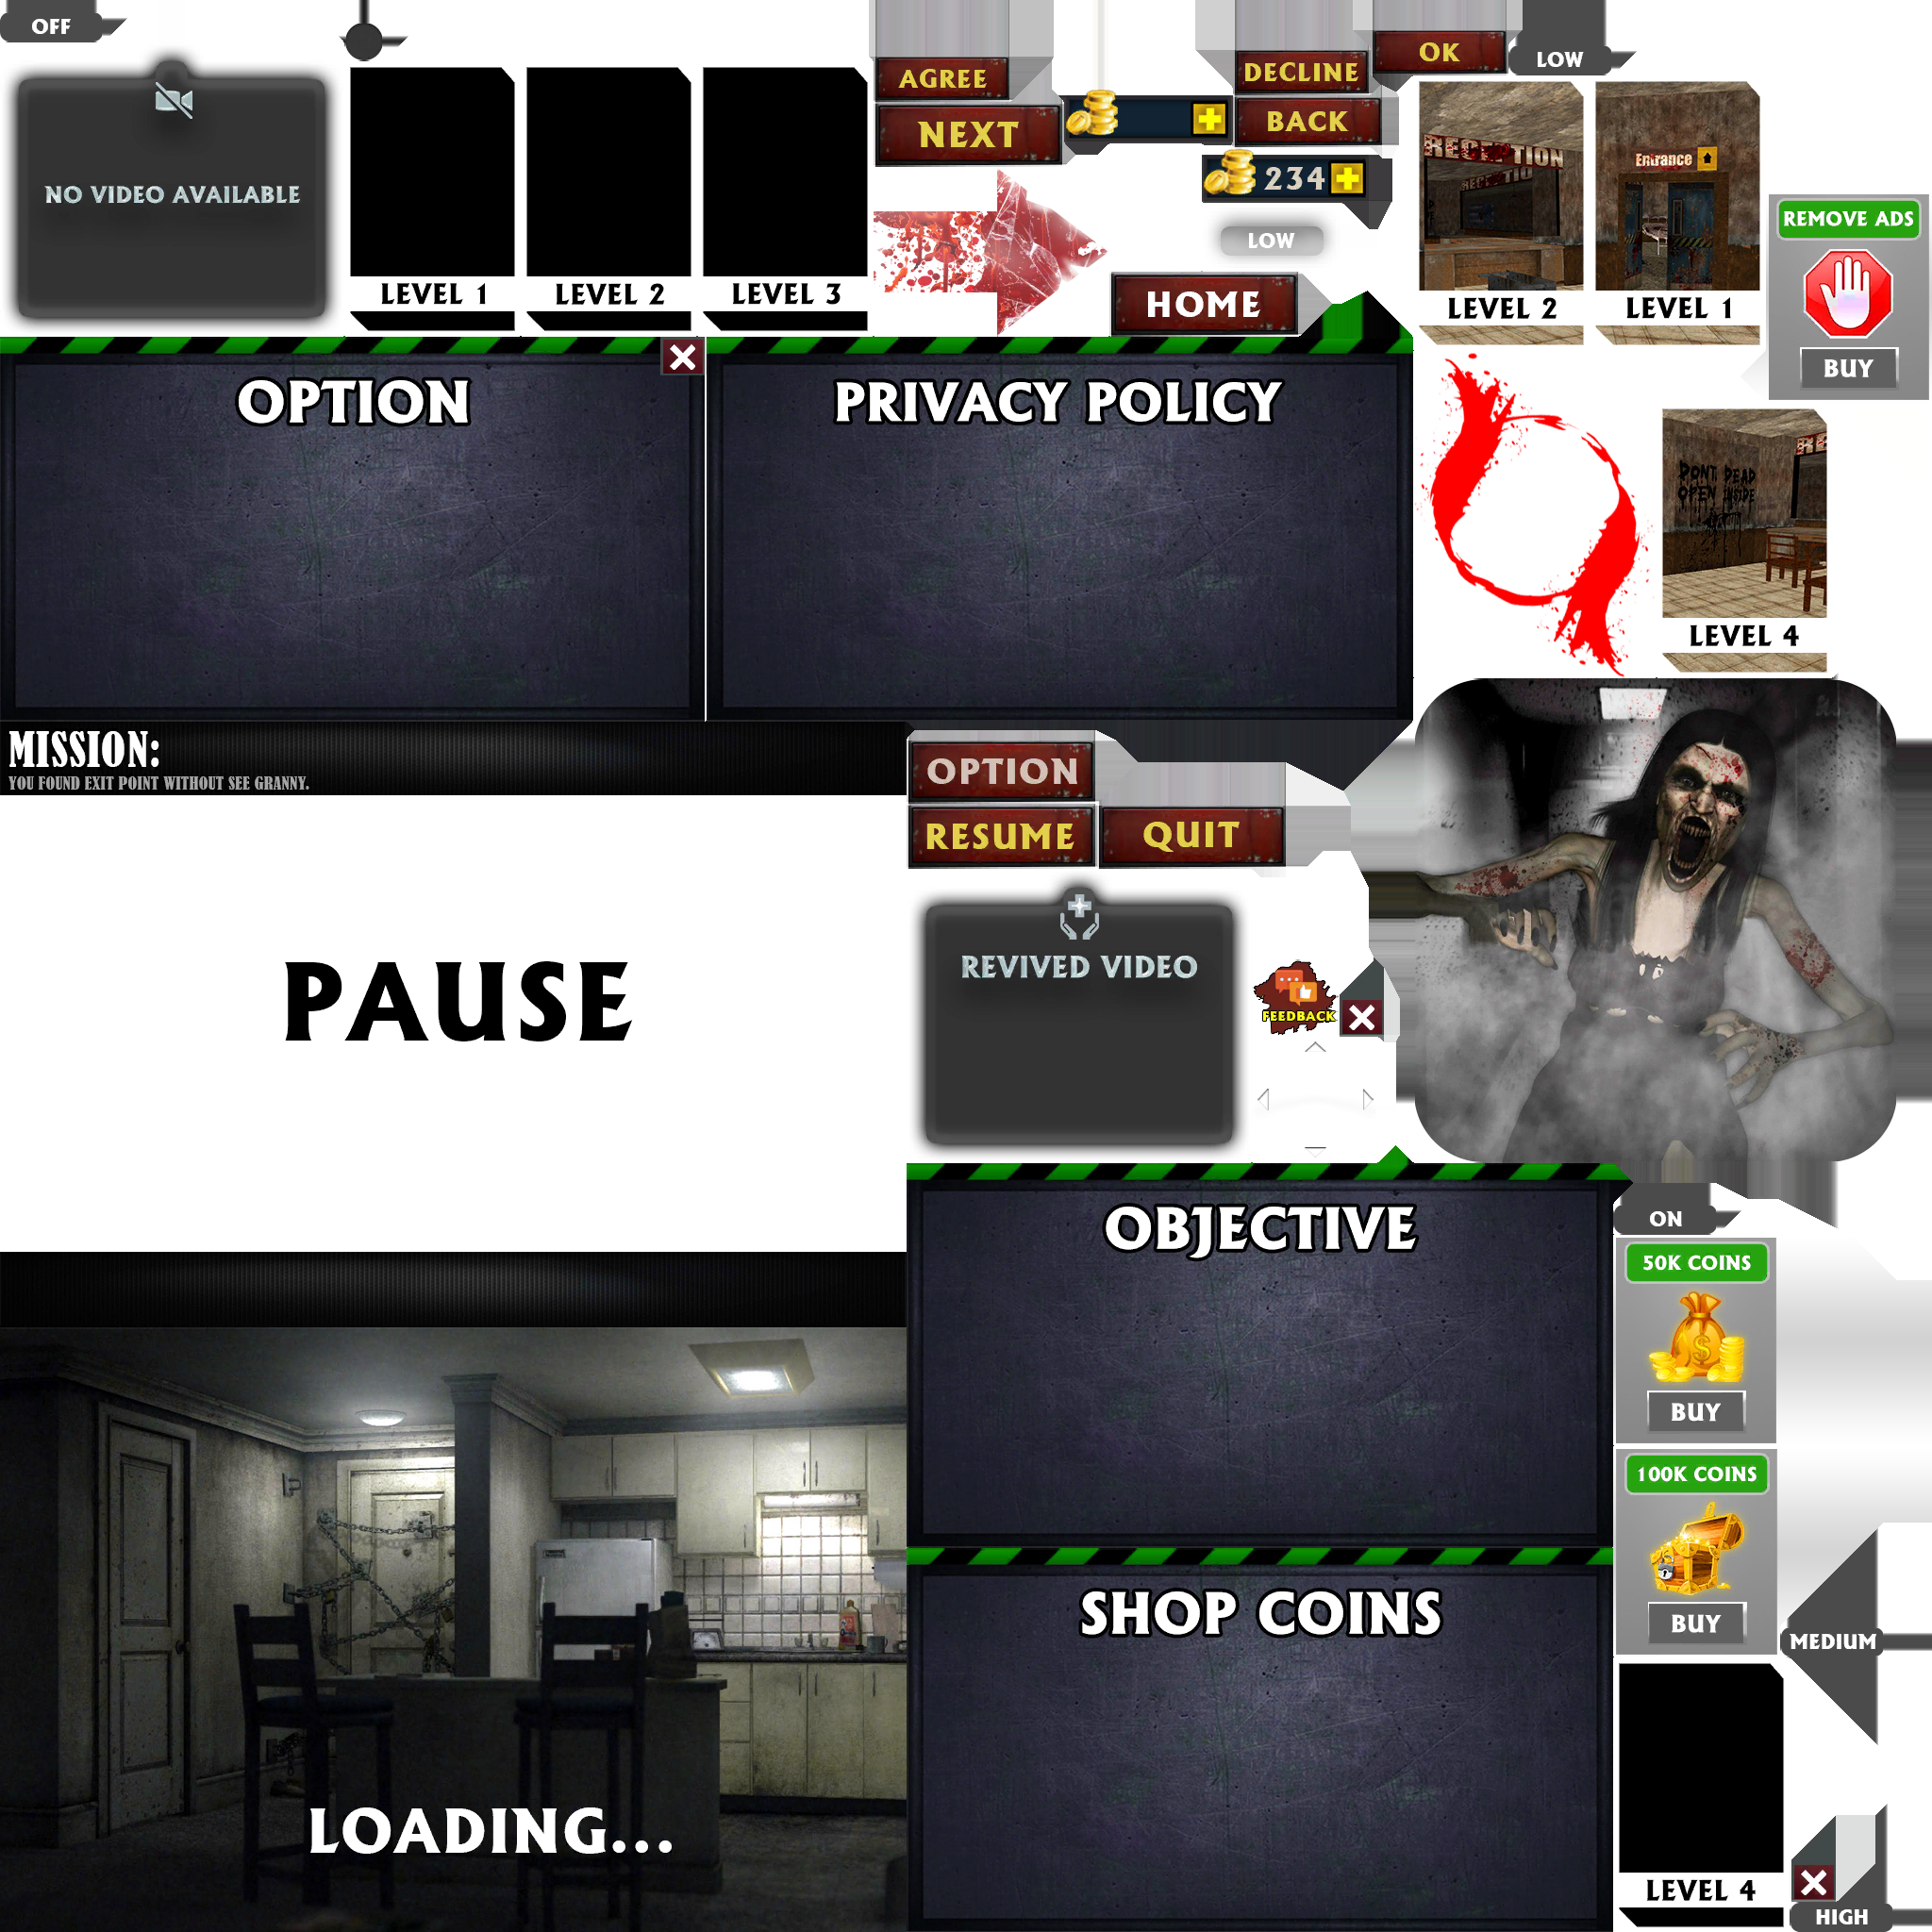 OFF
OK
LOW
AGREE
DECLINE
NEXT
BACK
NO VIDEO AVAILABLE
234
LOW
RECEPTION
RECEPTION
Entrance
REMOVE ADS
LEVEL 1
LEVEL 2
LEVEL 3
HOME
LEVEL 2
LEVEL 1
BUY
OPTION
PRIVACY POLICY
DONT DEAD
OPEN INSIDE
LEVEL 4
MISSION:
YOU FOUND EXIT POINT WITHOUT SEE GRANNY.
OPTION
RESUME
QUIT
PAUSE
REVIVED VIDEO
FEEDBACK
OBJECTIVE
ON
50K COINS
BUY
100K COINS
SHOP COINS
BUY
MEDIUM
LOADING...
LEVEL 4
HIGH